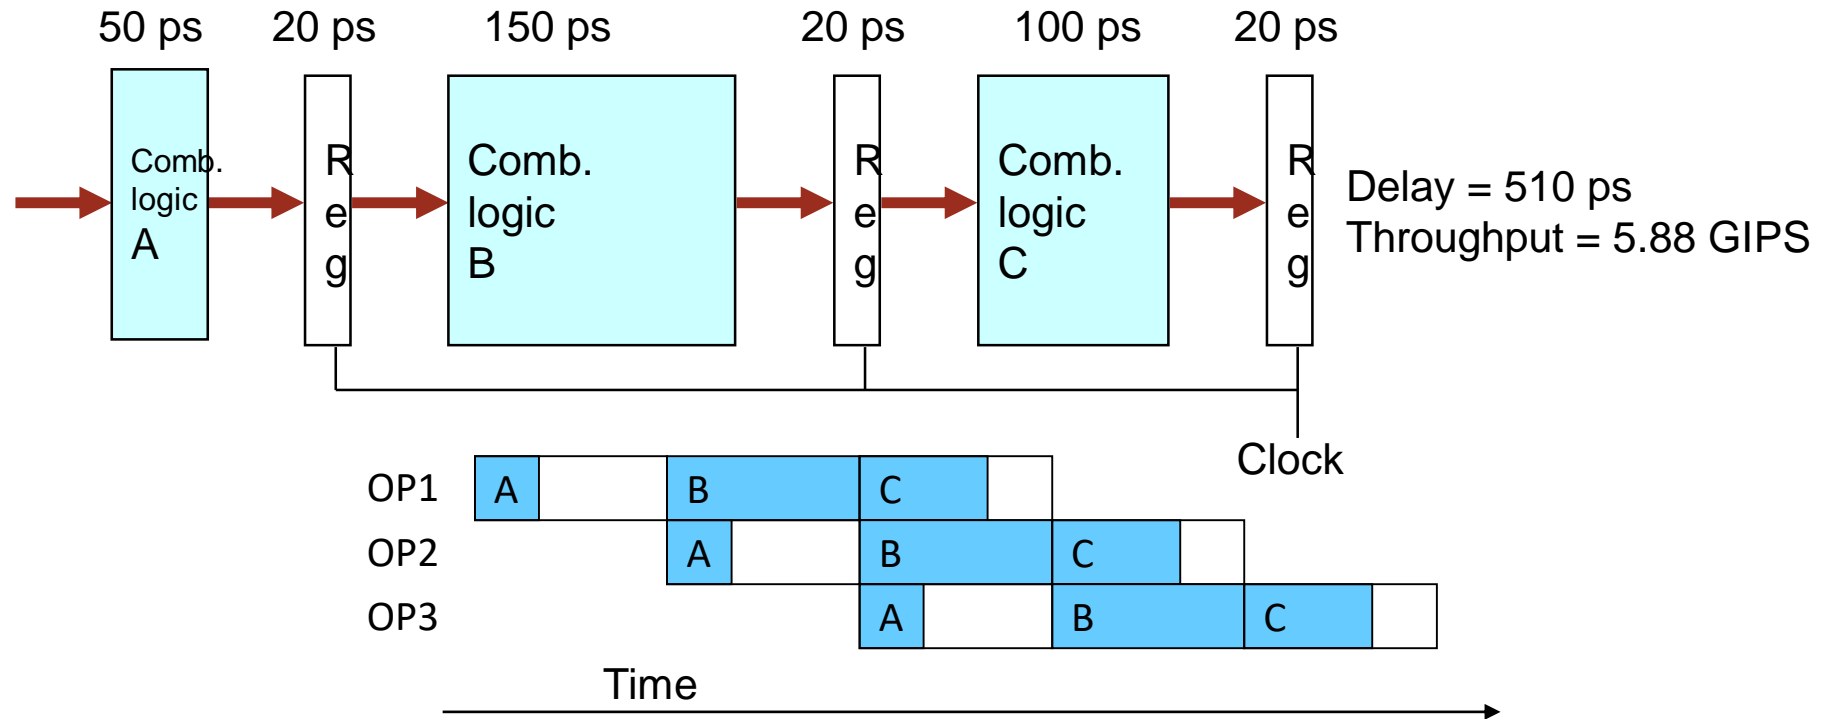 50 ps 20 ps 150 ps 20 ps 100 ps 20 ps
Comb.
logic
A
R
e
g
Comb.
logic
B
R
e
g
Comb.
logic
C
R
e
g
Delay = 510 ps
Throughput = 5.88 GIPS
Clock
OP1 A B C
OP2 A B C
OP3 A B C
Time